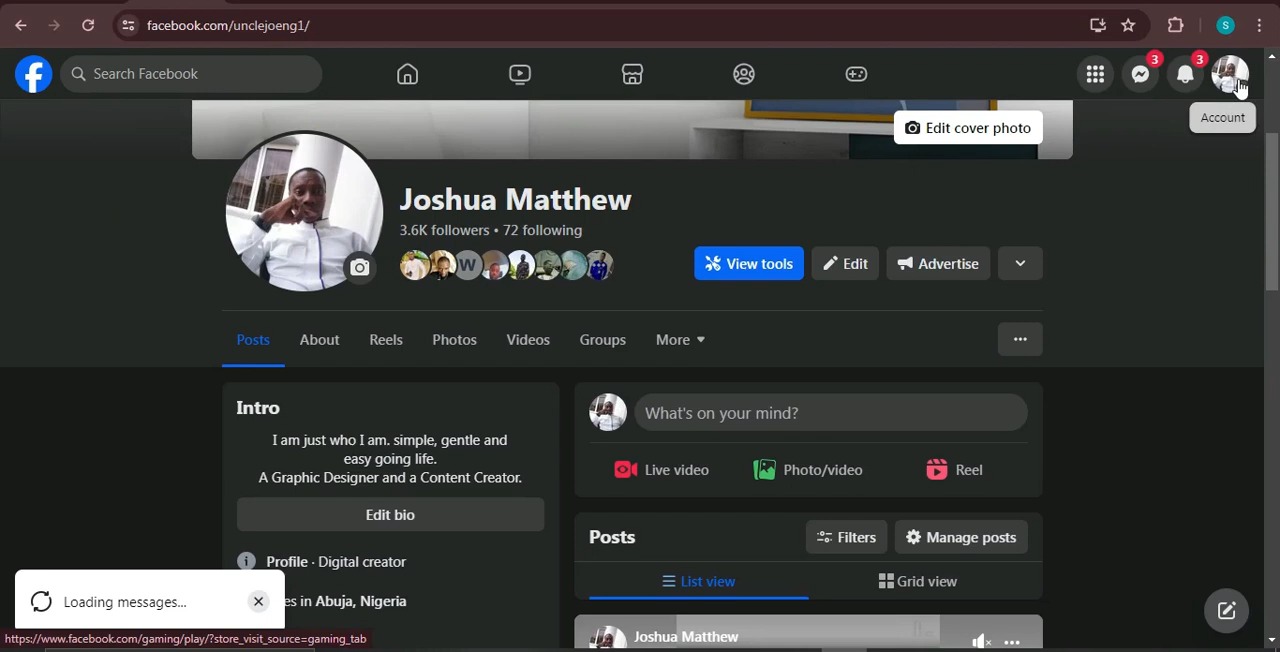 facebook.com/unclejoeng1/
S
Search Facebook
3
3
Account
Edit cover photo
Joshua Matthew
3.6K followers • 72 following
W
View tools
Edit
Advertise
Posts
About
Reels
Photos
Videos
Groups
More
Intro
I am just who I am. simple, gentle and
easy going life.
A Graphic Designer and a Content Creator.
Edit bio
Profile · Digital creator
es in Abuja, Nigeria
What's on your mind?
Live video
Photo/video
Reel
Posts
Filters
Manage posts
List view
Grid view
Joshua Matthew
Loading messages...
https://www.facebook.com/gaming/play/?store_visit_source=gaming_tab